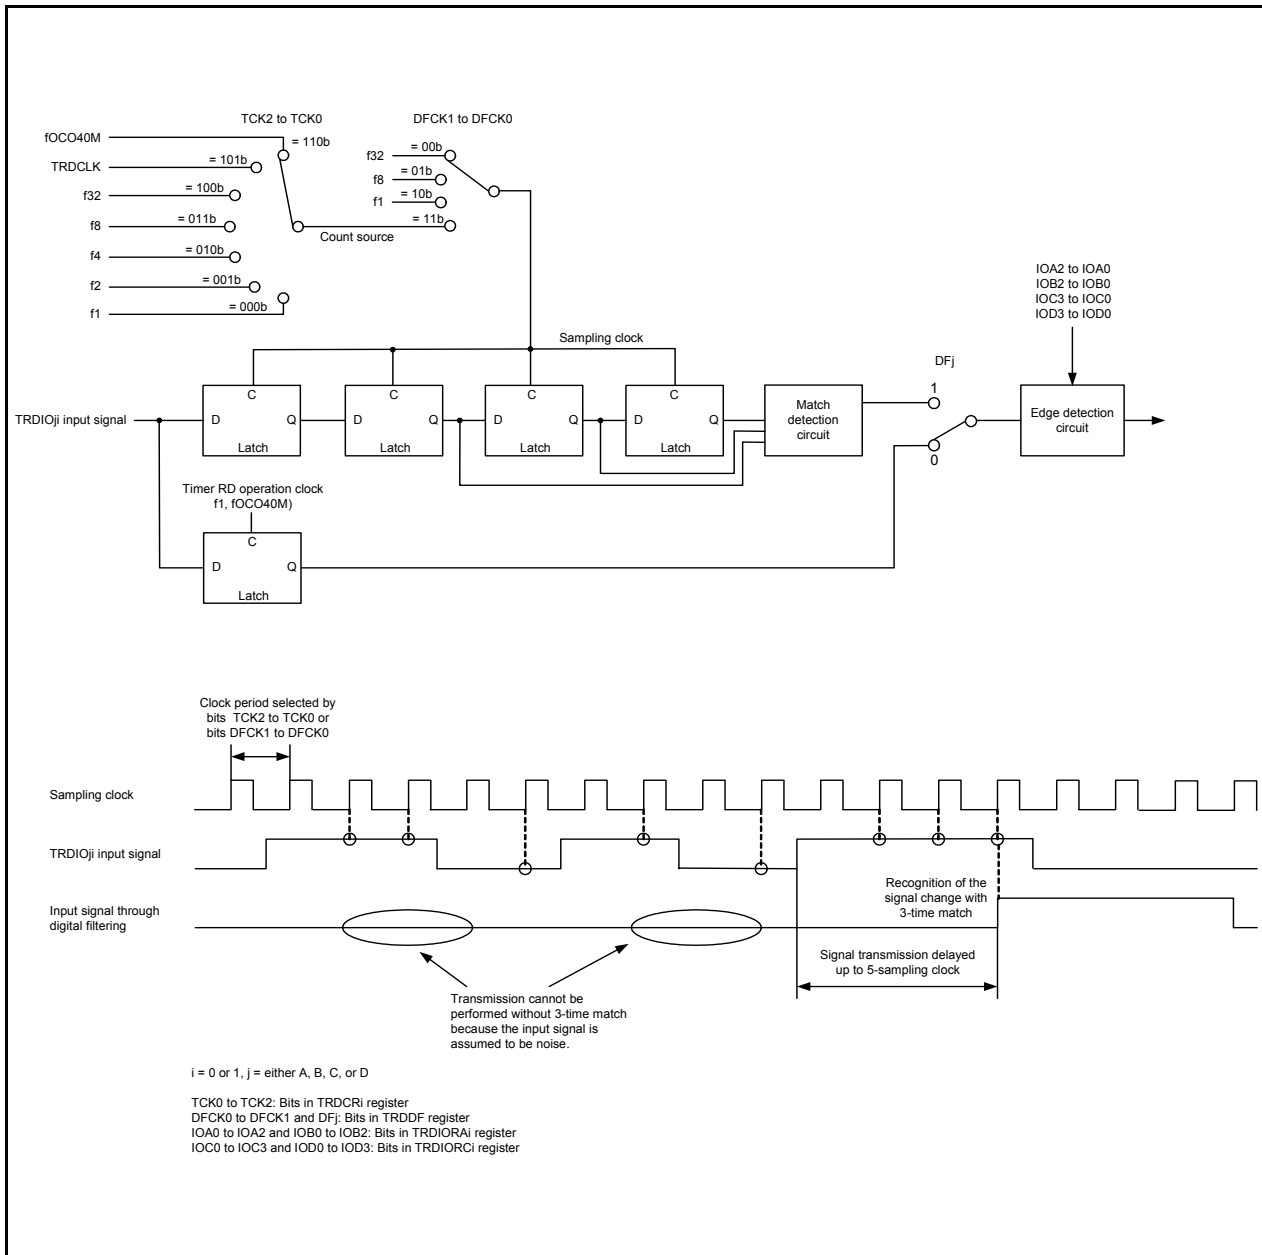 TCK2 to TCK0
DFCK1 to DFCK0
fOCO40M
= 110b
TRDCLK
= 101b
f32
= 100b
f8
= 011b
f4
= 010b
f2
= 001b
f1
= 000b
Count source
f32
= 00b
f8
= 01b
f1
= 10b
= 11b
IOA2 to IOA0
IOB2 to IOB0
IOC3 to IOC0
IOD3 to IOD0
Sampling clock
DFj
TRDIOji input signal
C
D
Q
Latch
C
D
Q
Latch
C
D
Q
Latch
C
D
Q
Latch
Match
detection
circuit
1
0
Edge detection
circuit
Timer RD operation clock
f1, fOCO40M)
C
D
Q
Latch
Clock period selected by
bits TCK2 to TCK0 or
bits DFCK1 to DFCK0
Sampling clock
TRDIOji input signal
Input signal through
digital filtering
Recognition of the
signal change with
3-time match
Signal transmission delayed
up to 5-sampling clock
Transmission cannot be
performed without 3-time match
because the input signal is
assumed to be noise.
i = 0 or 1, j = either A, B, C, or D
TCK0 to TCK2: Bits in TRDCRi register
DFCK0 to DFCK1 and DFj: Bits in TRDDF register
IOA0 to IOA2 and IOB0 to IOB2: Bits in TRDIORAi register
IOC0 to IOC3 and IOD0 to IOD3: Bits in TRDIORCi register